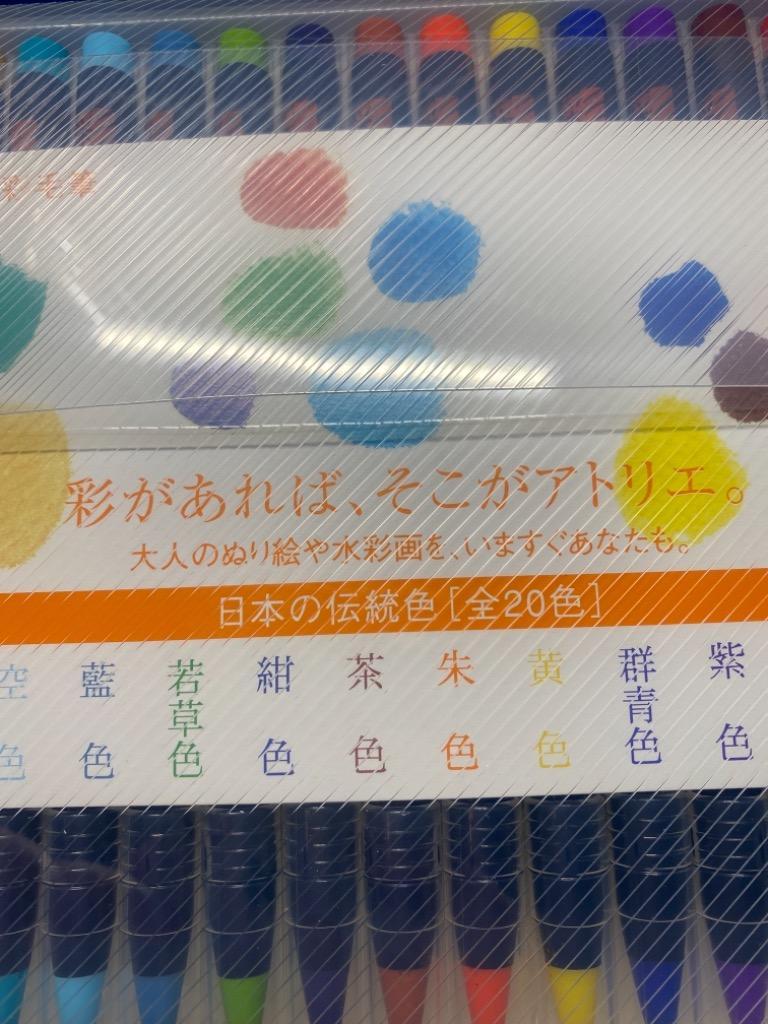 彩があれば、そこがアトリエ。
大人のぬり絵や水彩画を、いますぐあなたも。
日本の伝統色[全20色]
空色
藍色
若草色
紺色
茶色
朱色
黄色
群青色
紫色